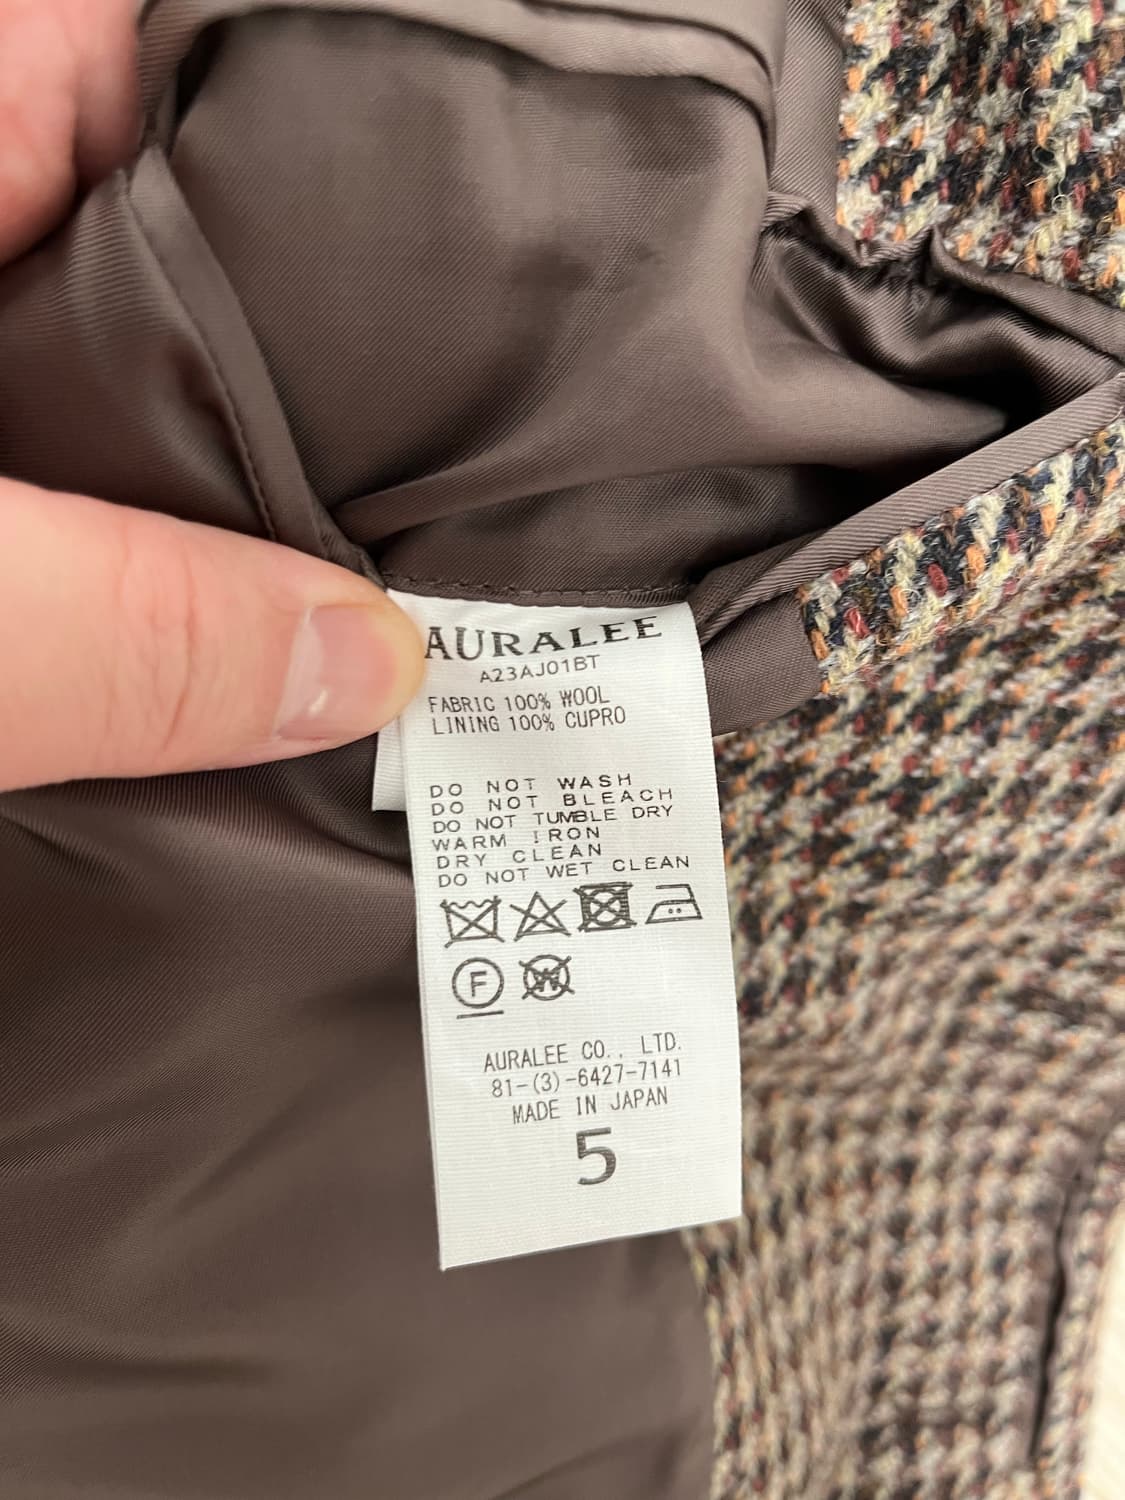 AURALEE
A23AJ01BT
FABRIC 100% WOOL
LINING 100% CUPRO
DO NOT WASH
DO NOT BLEACH
DO NOT TUMBLE DRY
WARM IRON
DRY CLEAN
DO NOT WET CLEAN
F W
AURALEE CO., LTD.
81-(3)-6427-7141
MADE IN JAPAN
5